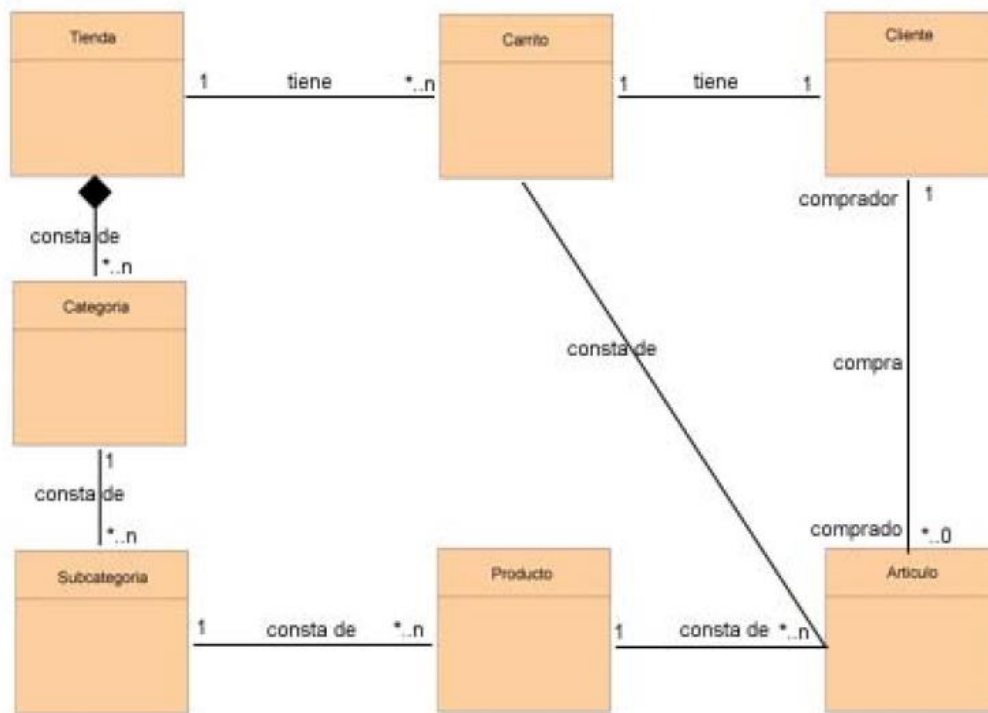 Tienda
Carrito
Cliente
1 tiene *..n
1 tiene 1
comprador 1
consta de
*..n
Categoria
consta de
compra
1
consta de
*..n
comprado *..0
Subcategoria
Producto
Articulo
1 consta de *..n
1 consta de *..n